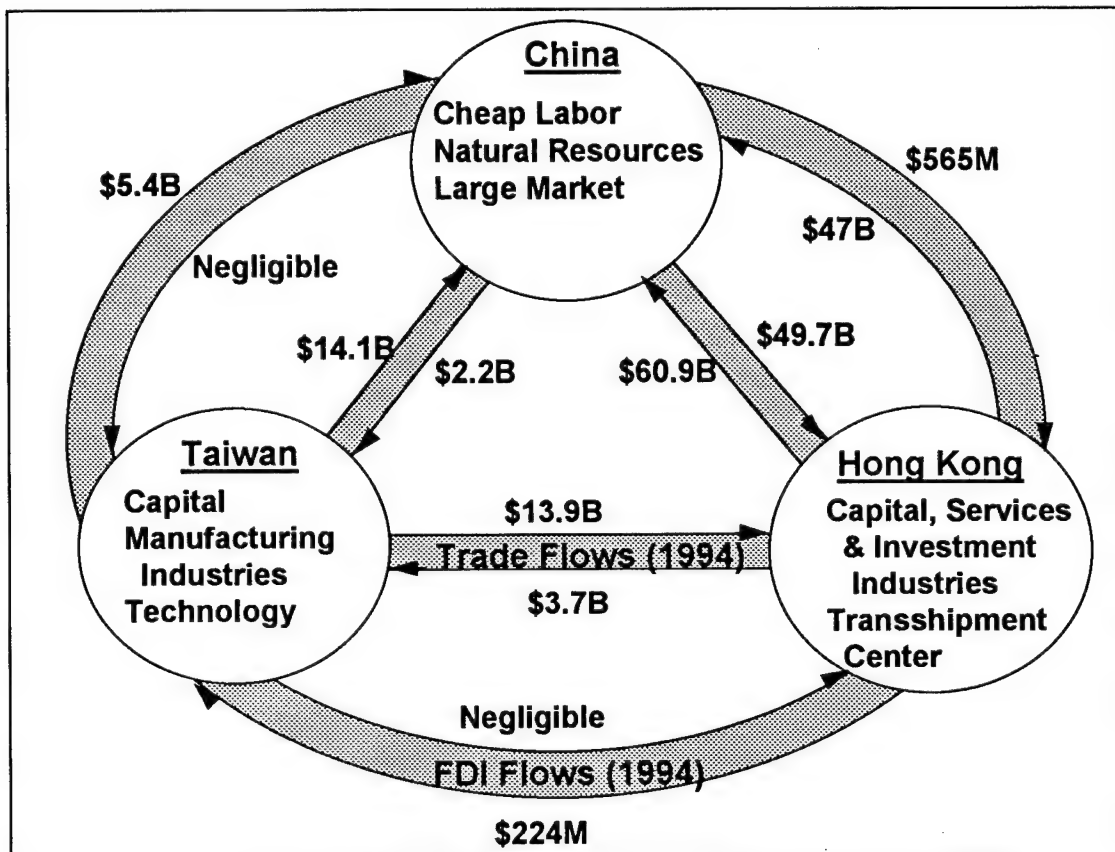 China
Cheap Labor
Natural Resources
Large Market
$5.4B
$565M
$47B
Negligible
$14.1B
$2.2B
$60.9B
$49.7B
Taiwan
Capital
Manufacturing
Industries
Technology
Hong Kong
Capital, Services
& Investment
Industries
Transshipment
Center
$13.9B
Trade Flows (1994)
$3.7B
Negligible
FDI Flows (1994)
$224M